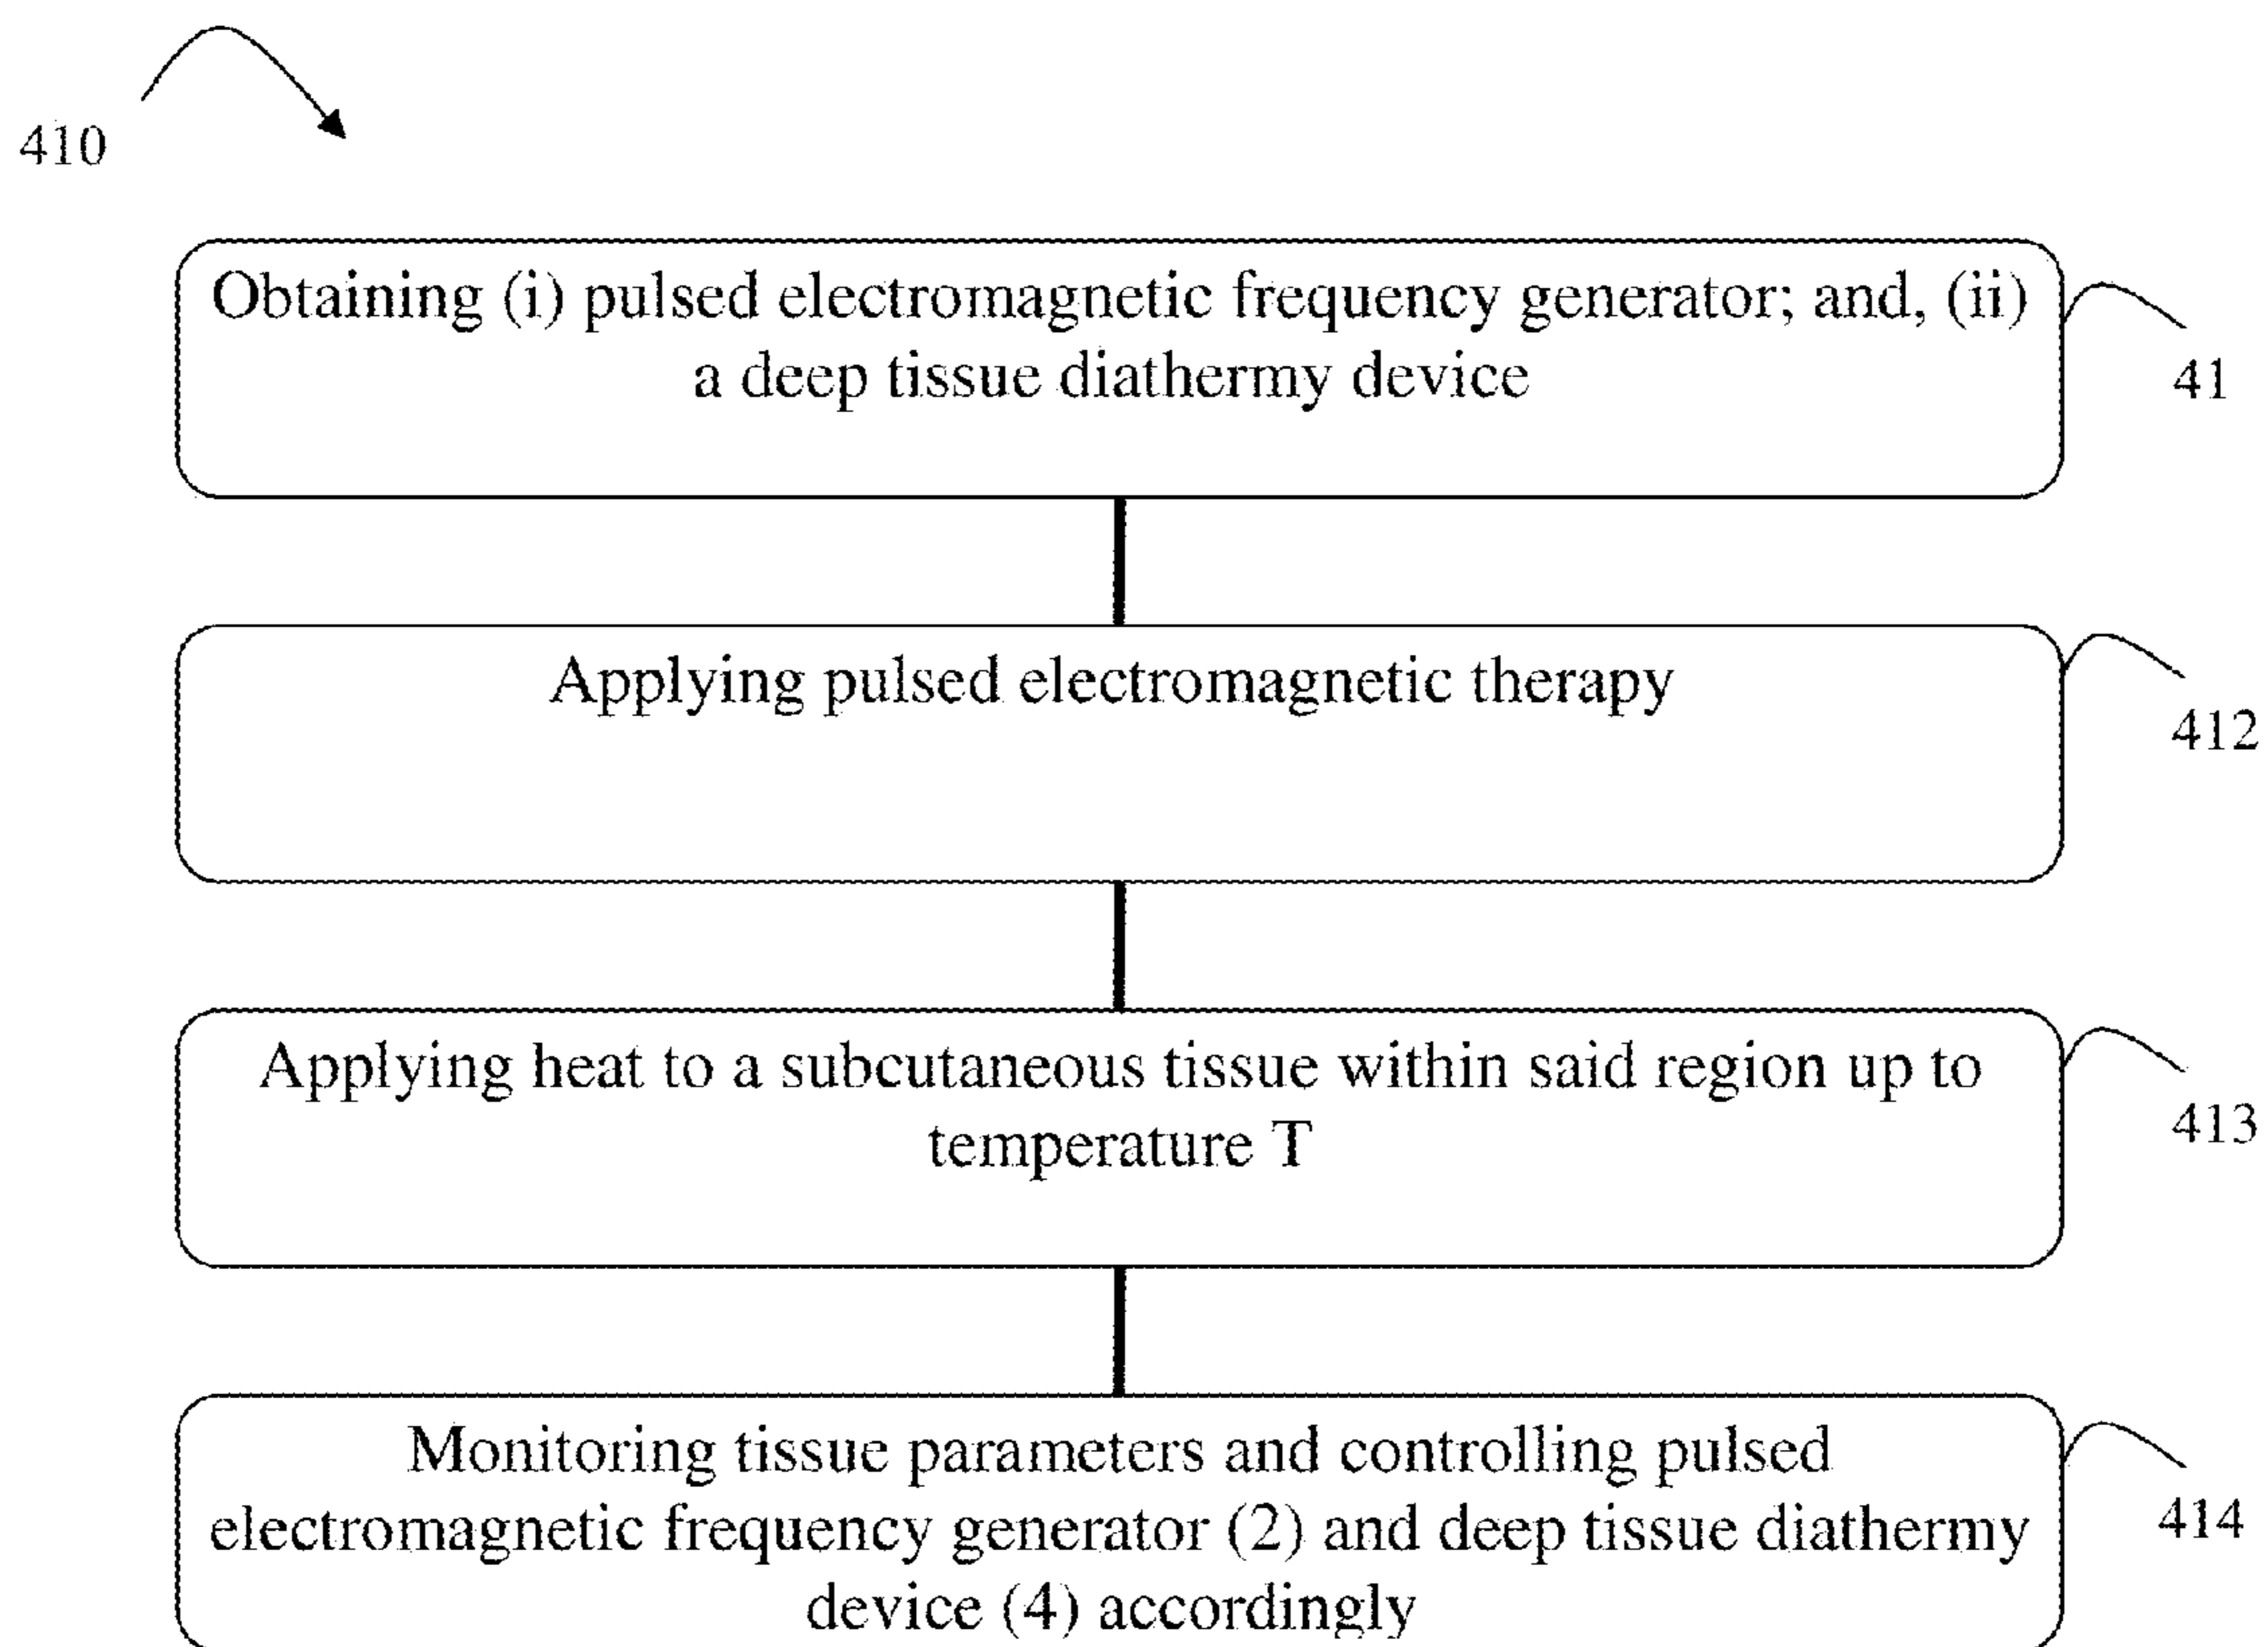 410
Obtaining (i) pulsed electromagnetic frequency generator; and, (ii)
a deep tissue diathermy device
41
Applying pulsed electromagnetic therapy
412
Applying heat to a subcutaneous tissue within said region up to
temperature T
413
Monitoring tissue parameters and controlling pulsed
electromagnetic frequency generator (2) and deep tissue diathermy
device (4) accordingly
414